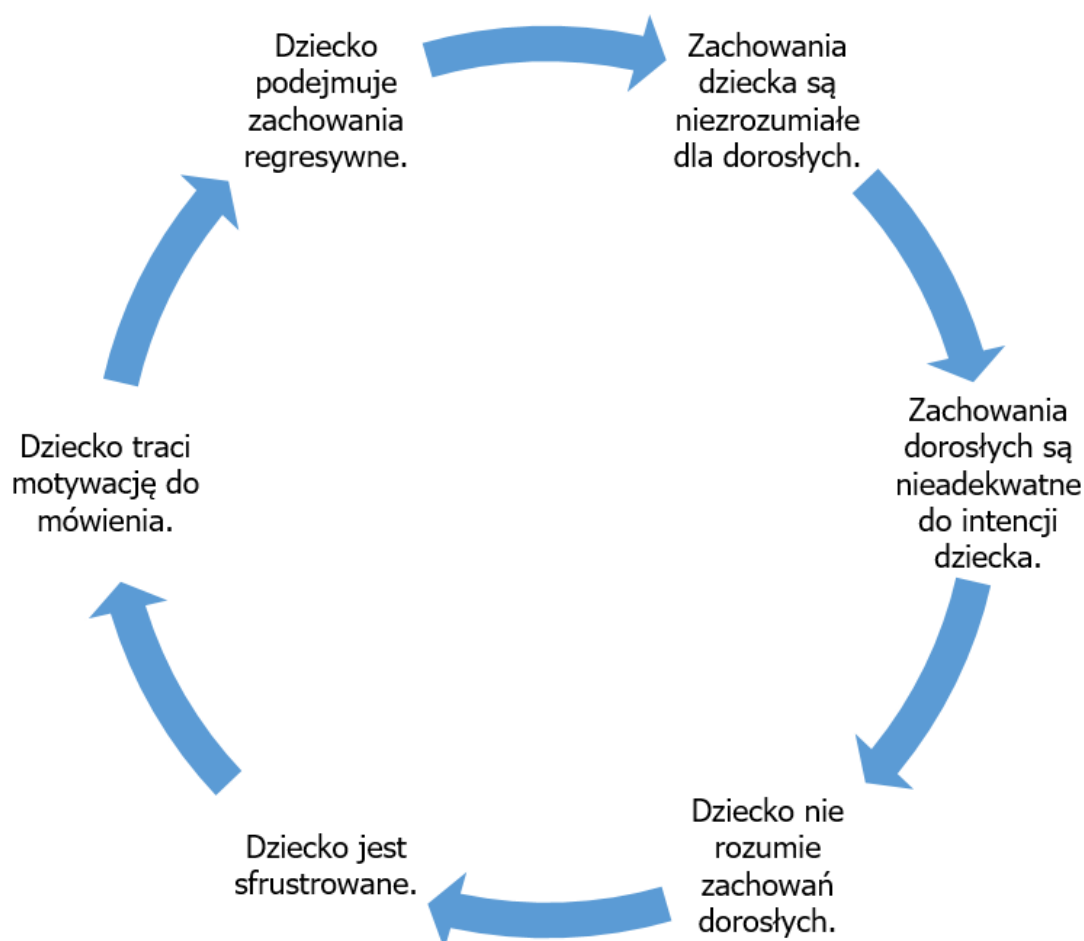 Dziecko
podejmuje
zachowania
regresywne.
Zachowania
dziecka są
niezrozumiałe
dla dorosłych.
Zachowania
dorosłych są
nieadekwatne
do intencji
dziecka.
Dziecko nie
rozumie
zachowań
dorosłych.
Dziecko jest
sfrustrowane.
Dziecko traci
motywację do
mówienia.